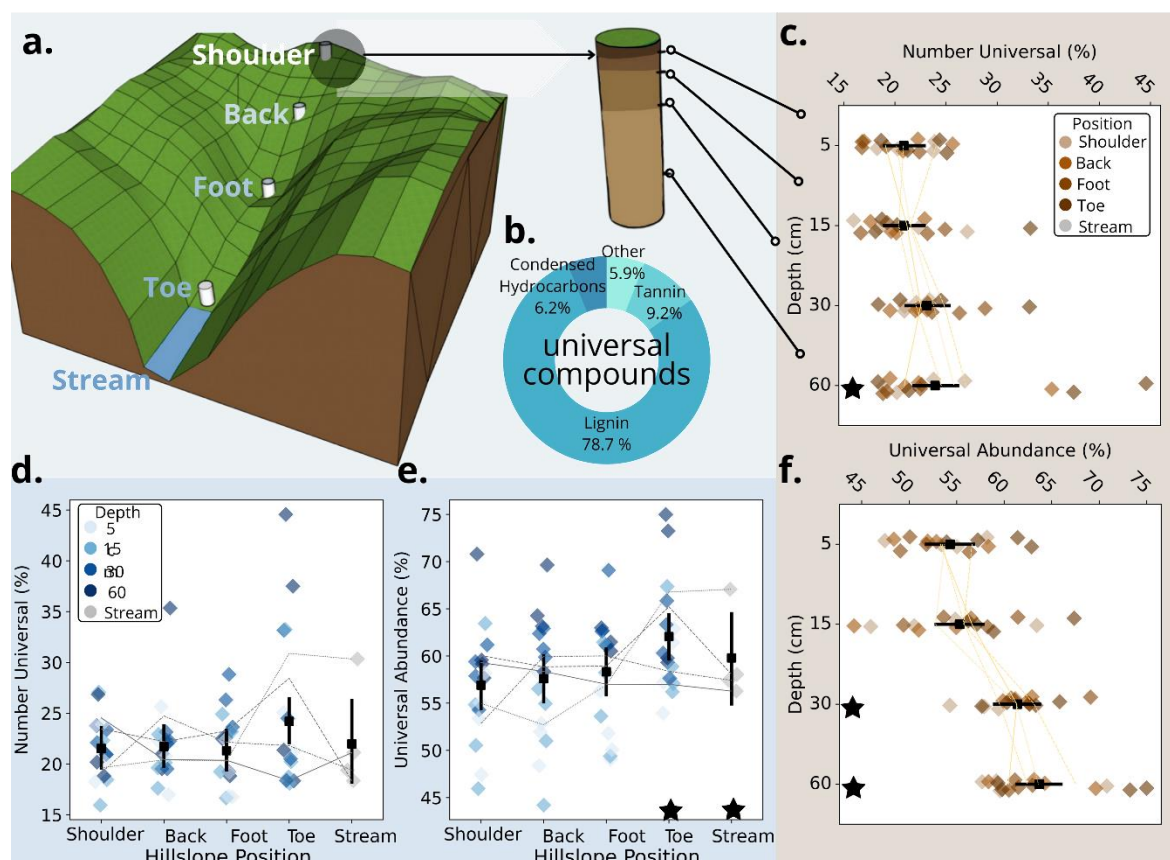 a.
Shoulder
Back
Foot
Toe
Stream
b.
Other
5.9%
Condensed
Hydrocarbons
6.2%
Tannin
9.2%
universal
compounds
Lignin
78.7 %
c.
Number Universal (%)
15 20 25 30 35 40 45
Position
Shoulder
Back
Foot
Toe
Stream
Depth (cm)
5
15
30
60
d.
Number Universal (%)
45
40
35
30
25
20
15
Depth
5
15
c
30
m
60
Stream
Shoulder Back Foot Toe Stream
Hillslope Position
e.
Universal Abundance (%)
75
70
65
60
55
50
45
Shoulder Back Foot Toe Stream
Hillslope Position
f.
Universal Abundance (%)
45 50 55 60 65 70 75
Depth (cm)
5
15
30
60